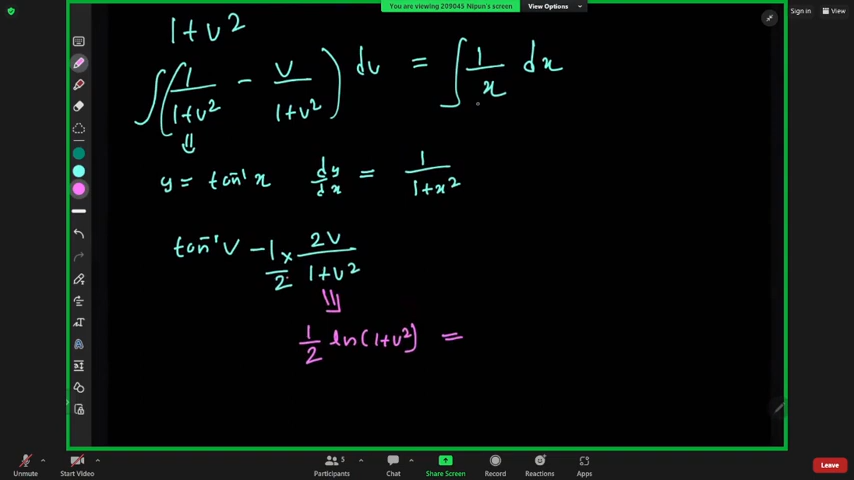 You are viewing 209045 Nipun's screen View Options
Sign in View
1+v²
∫(1/(1+v²) - v/(1+v²)) dv = ∫ 1/x dx
y = tan⁻¹ x dy/dx = 1/(1+x²)
tan⁻¹ v - 1/2 × 2v/(1+v²)
1/2 ln(1+v²) =
Unmute Start Video Participants 5 Chat Share Screen Record Reactions Apps Leave